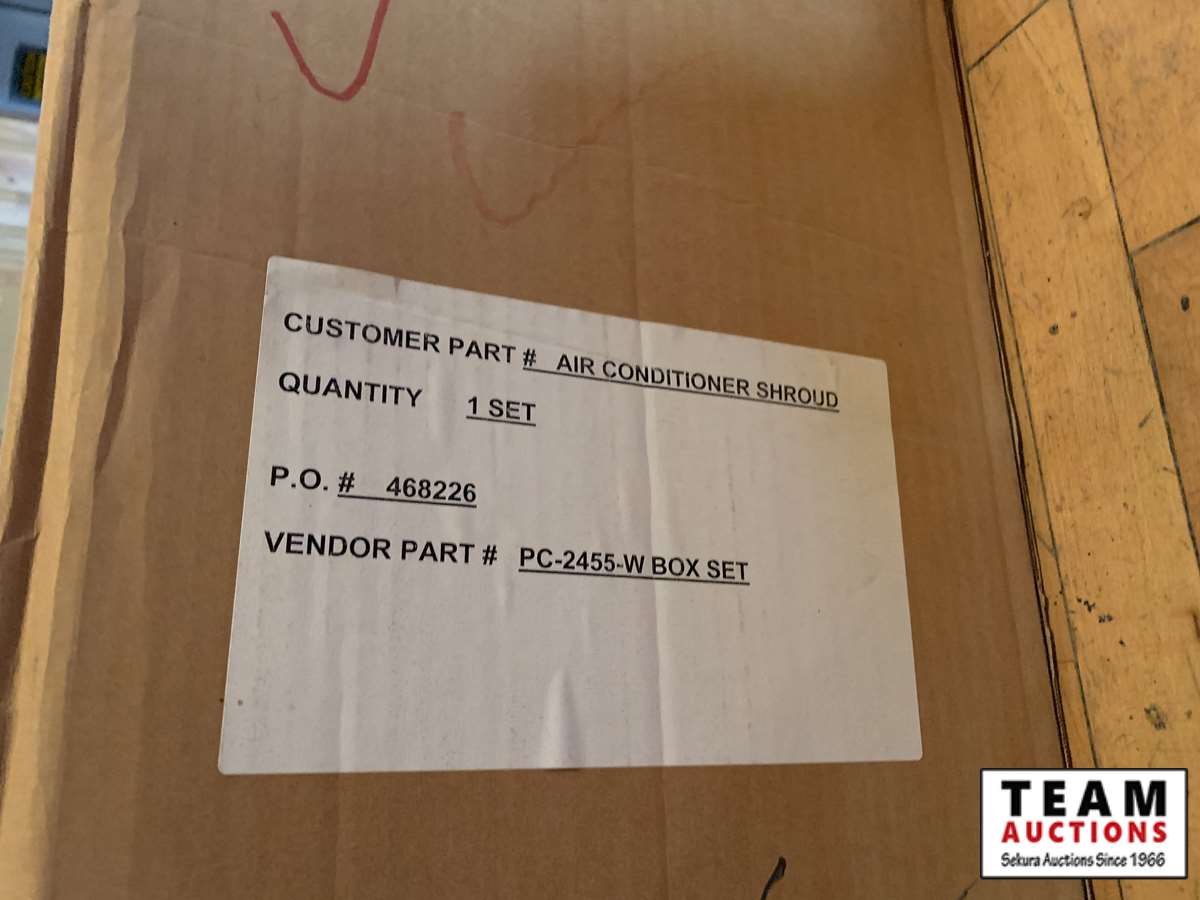 CUSTOMER PART # AIR CONDITIONER SHROUD
QUANTITY 1 SET
P.O. # 468226
VENDOR PART # PC-2455-W BOX SET
TEAM
AUCTIONS
Sekura Auctions Since 1966